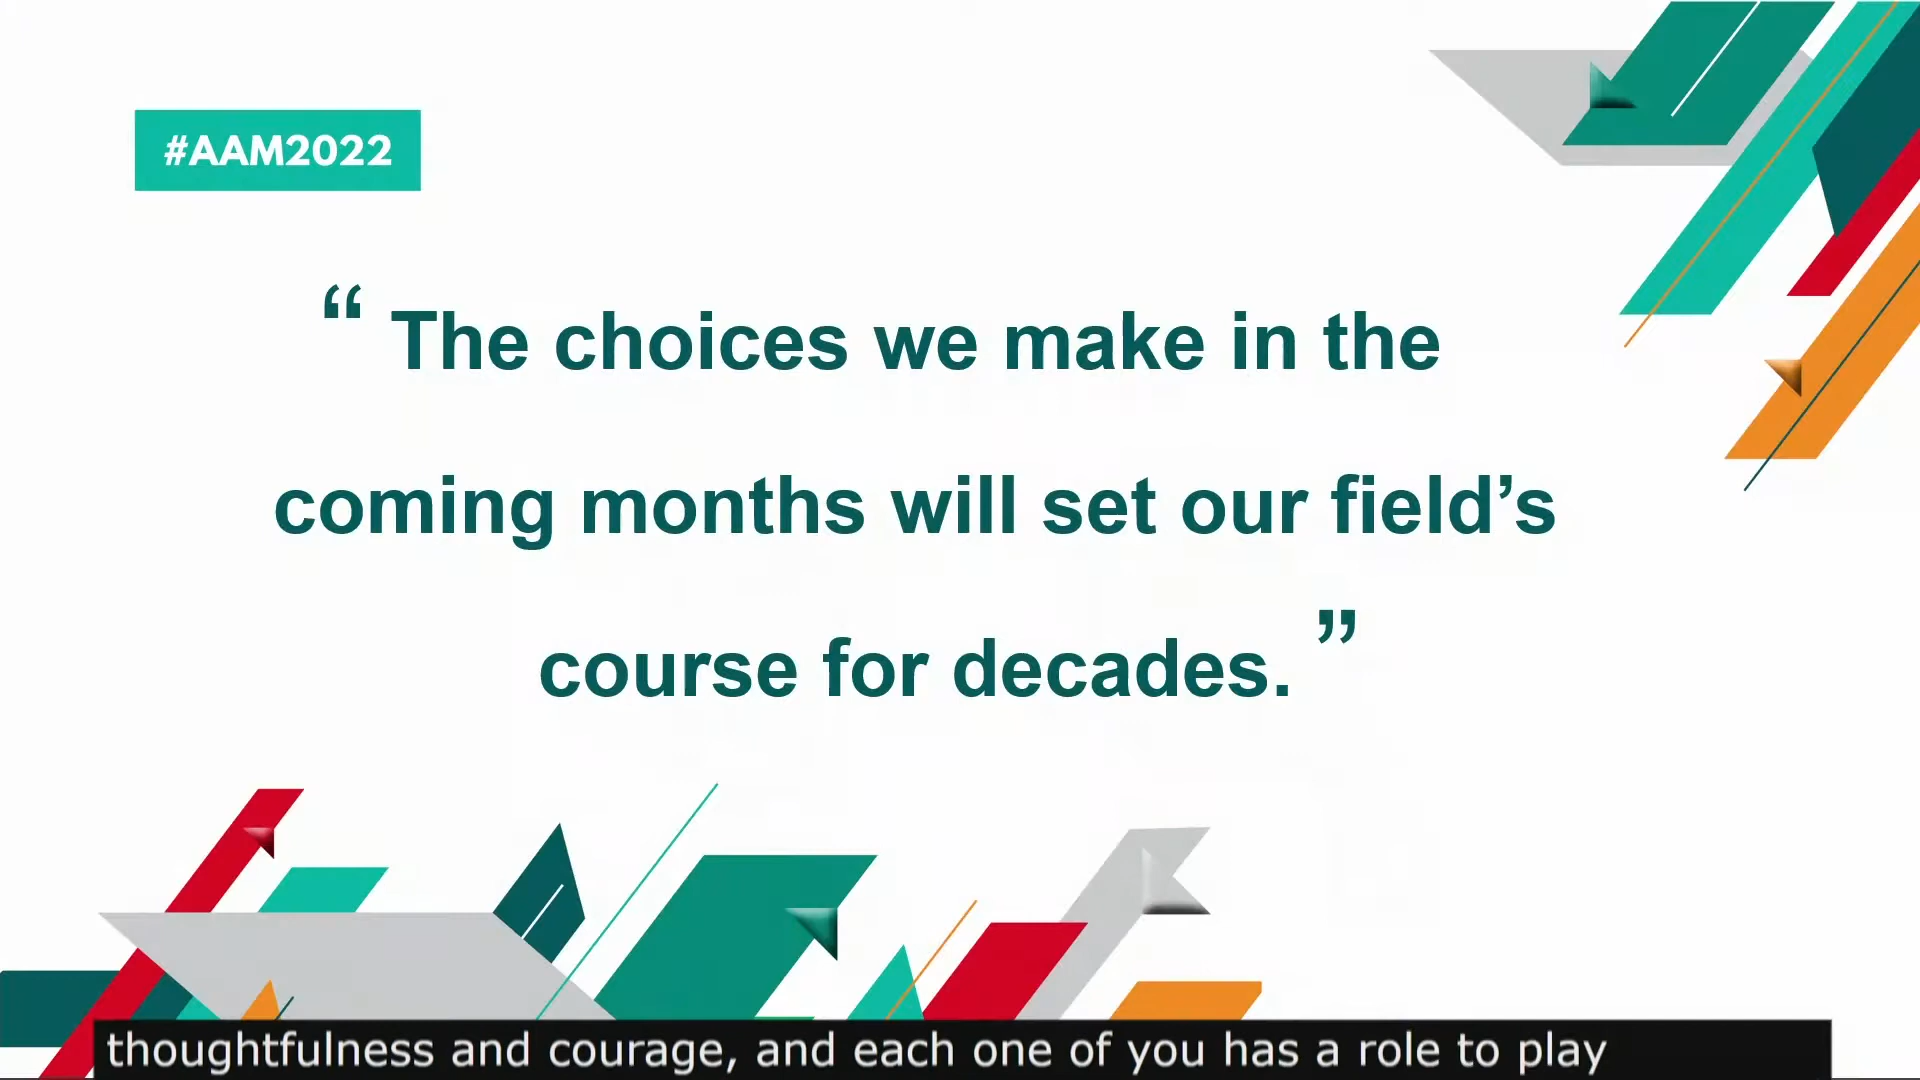 #AAM2022
“ The choices we make in the
coming months will set our field’s
course for decades. ”
thoughtfulness and courage, and each one of you has a role to play